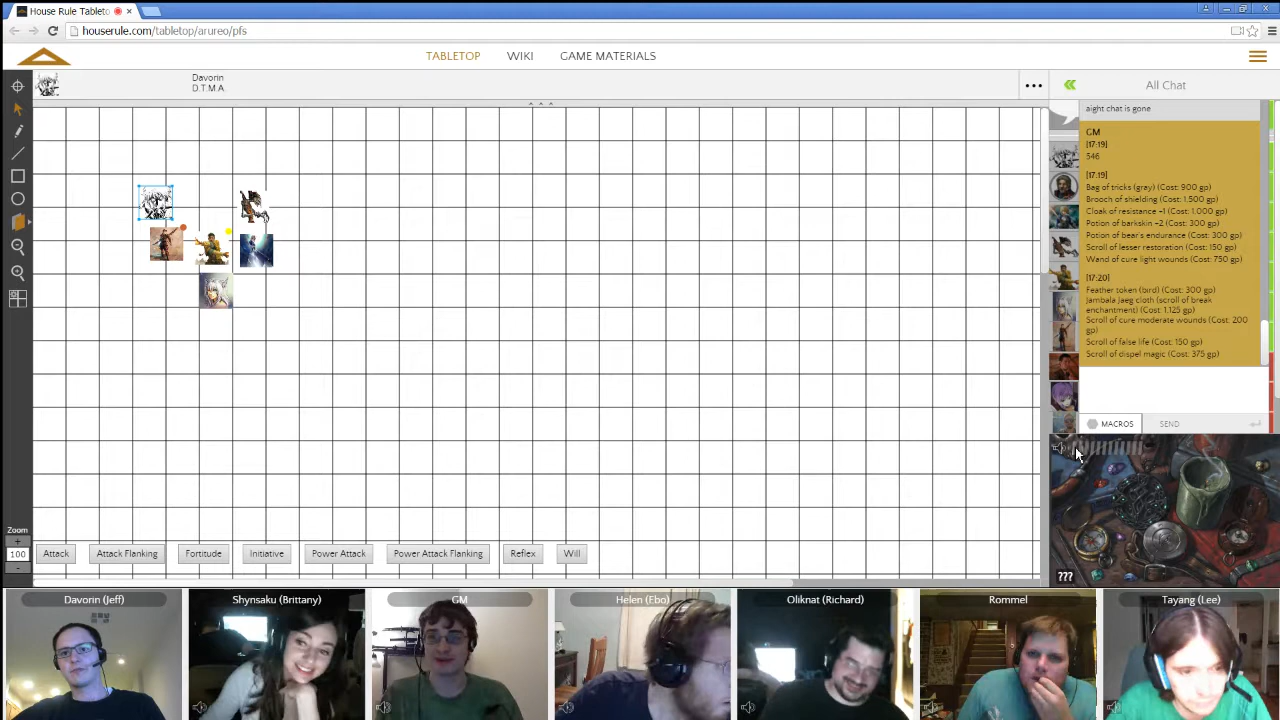 House Rule Tableto
houserule.com/tabletop/arureo/pfs
TABLETOP WIKI GAME MATERIALS
Davorin
D.T.M.A.
All Chat
aight chat is gone
GM
[17:19]
546
[17:19]
Bag of tricks (gray) (Cost: 900 gp)
Brooch of shielding (Cost: 1,500 gp)
Cloak of resistance +1 (Cost: 1,000 gp)
Potion of barkskin +2 (Cost: 300 gp)
Potion of bear's endurance (Cost: 300 gp)
Scroll of lesser restoration (Cost: 150 gp)
Wand of cure light wounds (Cost: 750 gp)
[17:20]
Feather token (bird) (Cost: 300 gp)
Jambala Jaeg cloth (scroll of break
enchantment) (Cost: 1,125 gp)
Scroll of cure moderate wounds (Cost: 200
gp)
Scroll of false life (Cost: 150 gp)
Scroll of dispel magic (Cost: 375 gp)
MACROS SEND
???
Zoom
+
100
-
Attack Attack Flanking Fortitude Initiative Power Attack Power Attack Flanking Reflex Will
Davorin (Jeff) Shynsaku (Brittany) GM Helen (Ebo) Oliknat (Richard) Rommel Tayang (Lee)